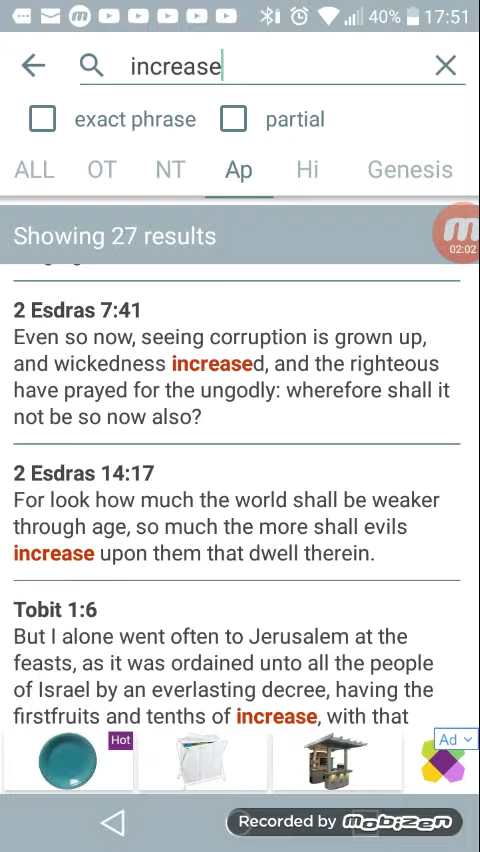 40% 17:51
increase
exact phrase partial
ALL OT NT Ap Hi Genesis
Showing 27 results
02:02
2 Esdras 7:41
Even so now, seeing corruption is grown up,
and wickedness increased, and the righteous
have prayed for the ungodly: wherefore shall it
not be so now also?
2 Esdras 14:17
For look how much the world shall be weaker
through age, so much the more shall evils
increase upon them that dwell therein.
Tobit 1:6
But I alone went often to Jerusalem at the
feasts, as it was ordained unto all the people
of Israel by an everlasting decree, having the
firstfruits and tenths of increase, with that
Hot
Ad
Recorded by mobizen